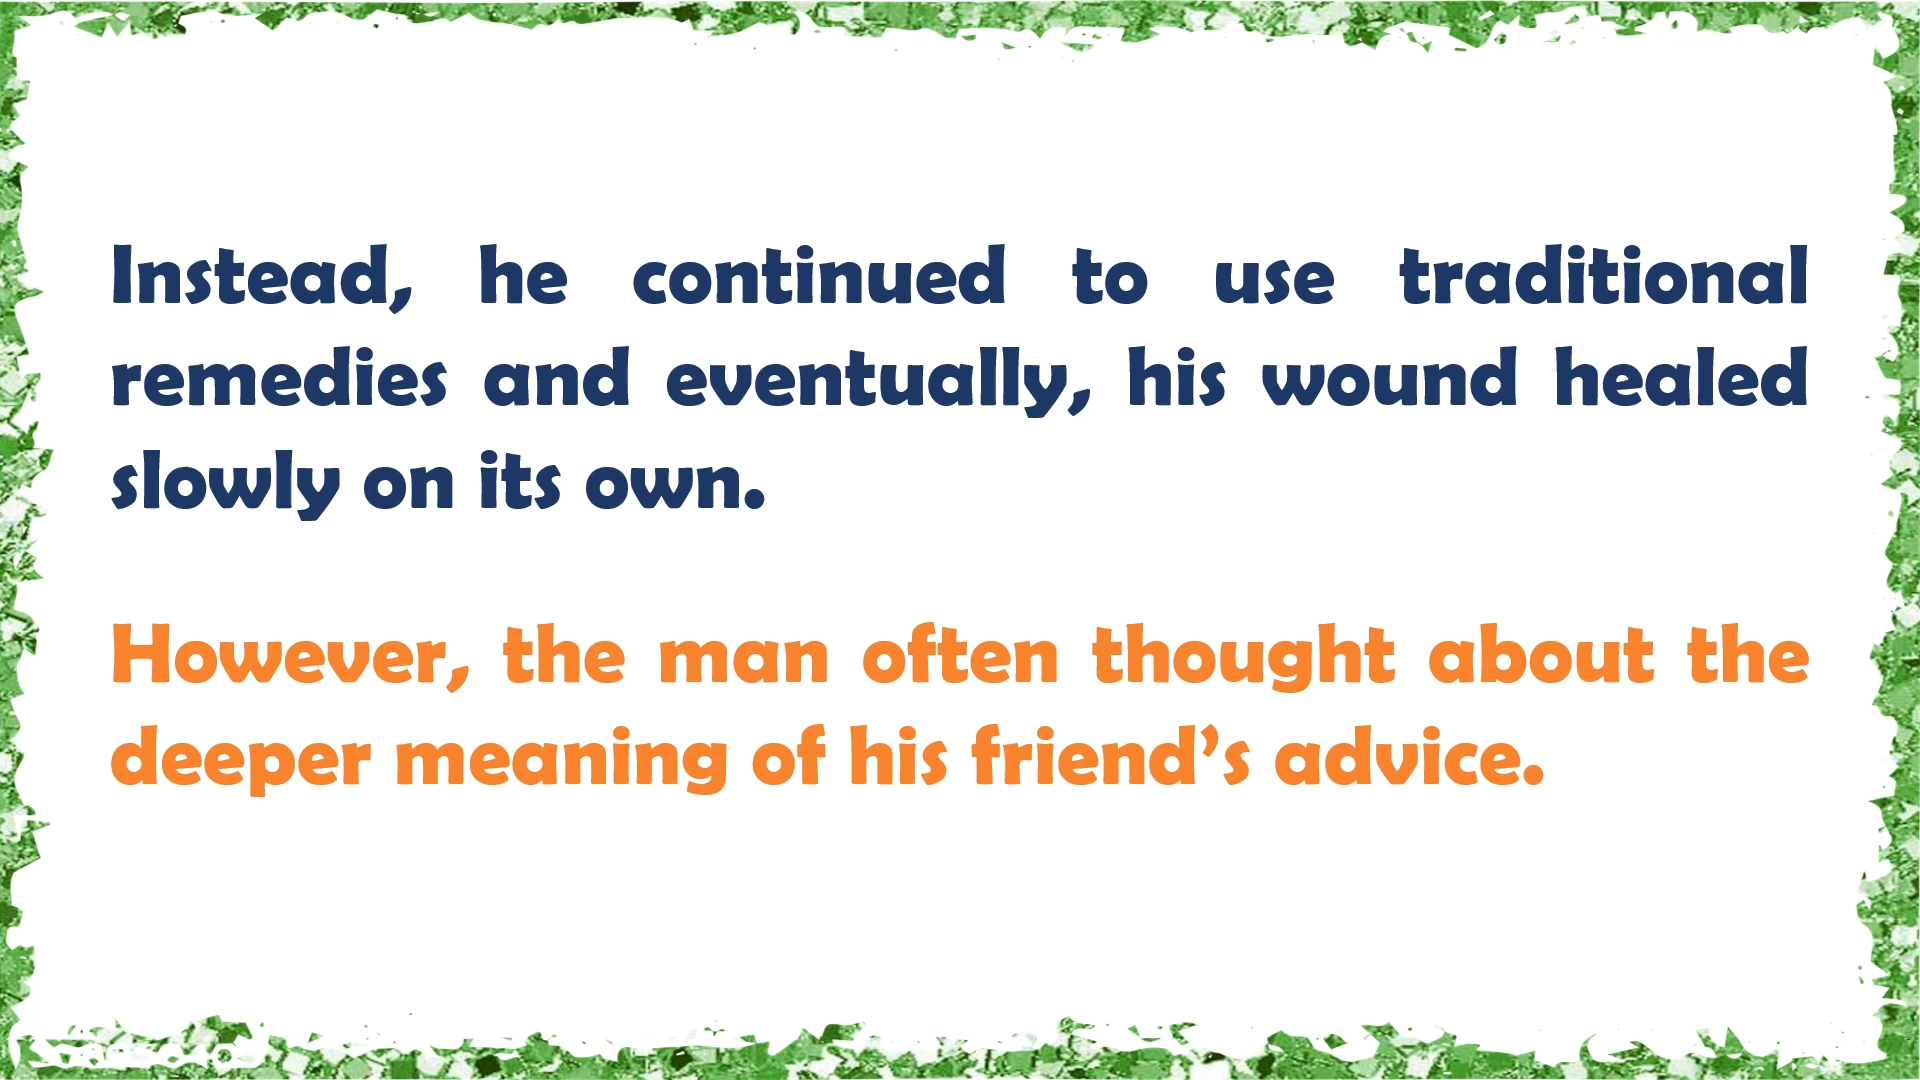 Instead, he continued to use traditional
remedies and eventually, his wound healed
slowly on its own.
However, the man often thought about the
deeper meaning of his friend’s advice.